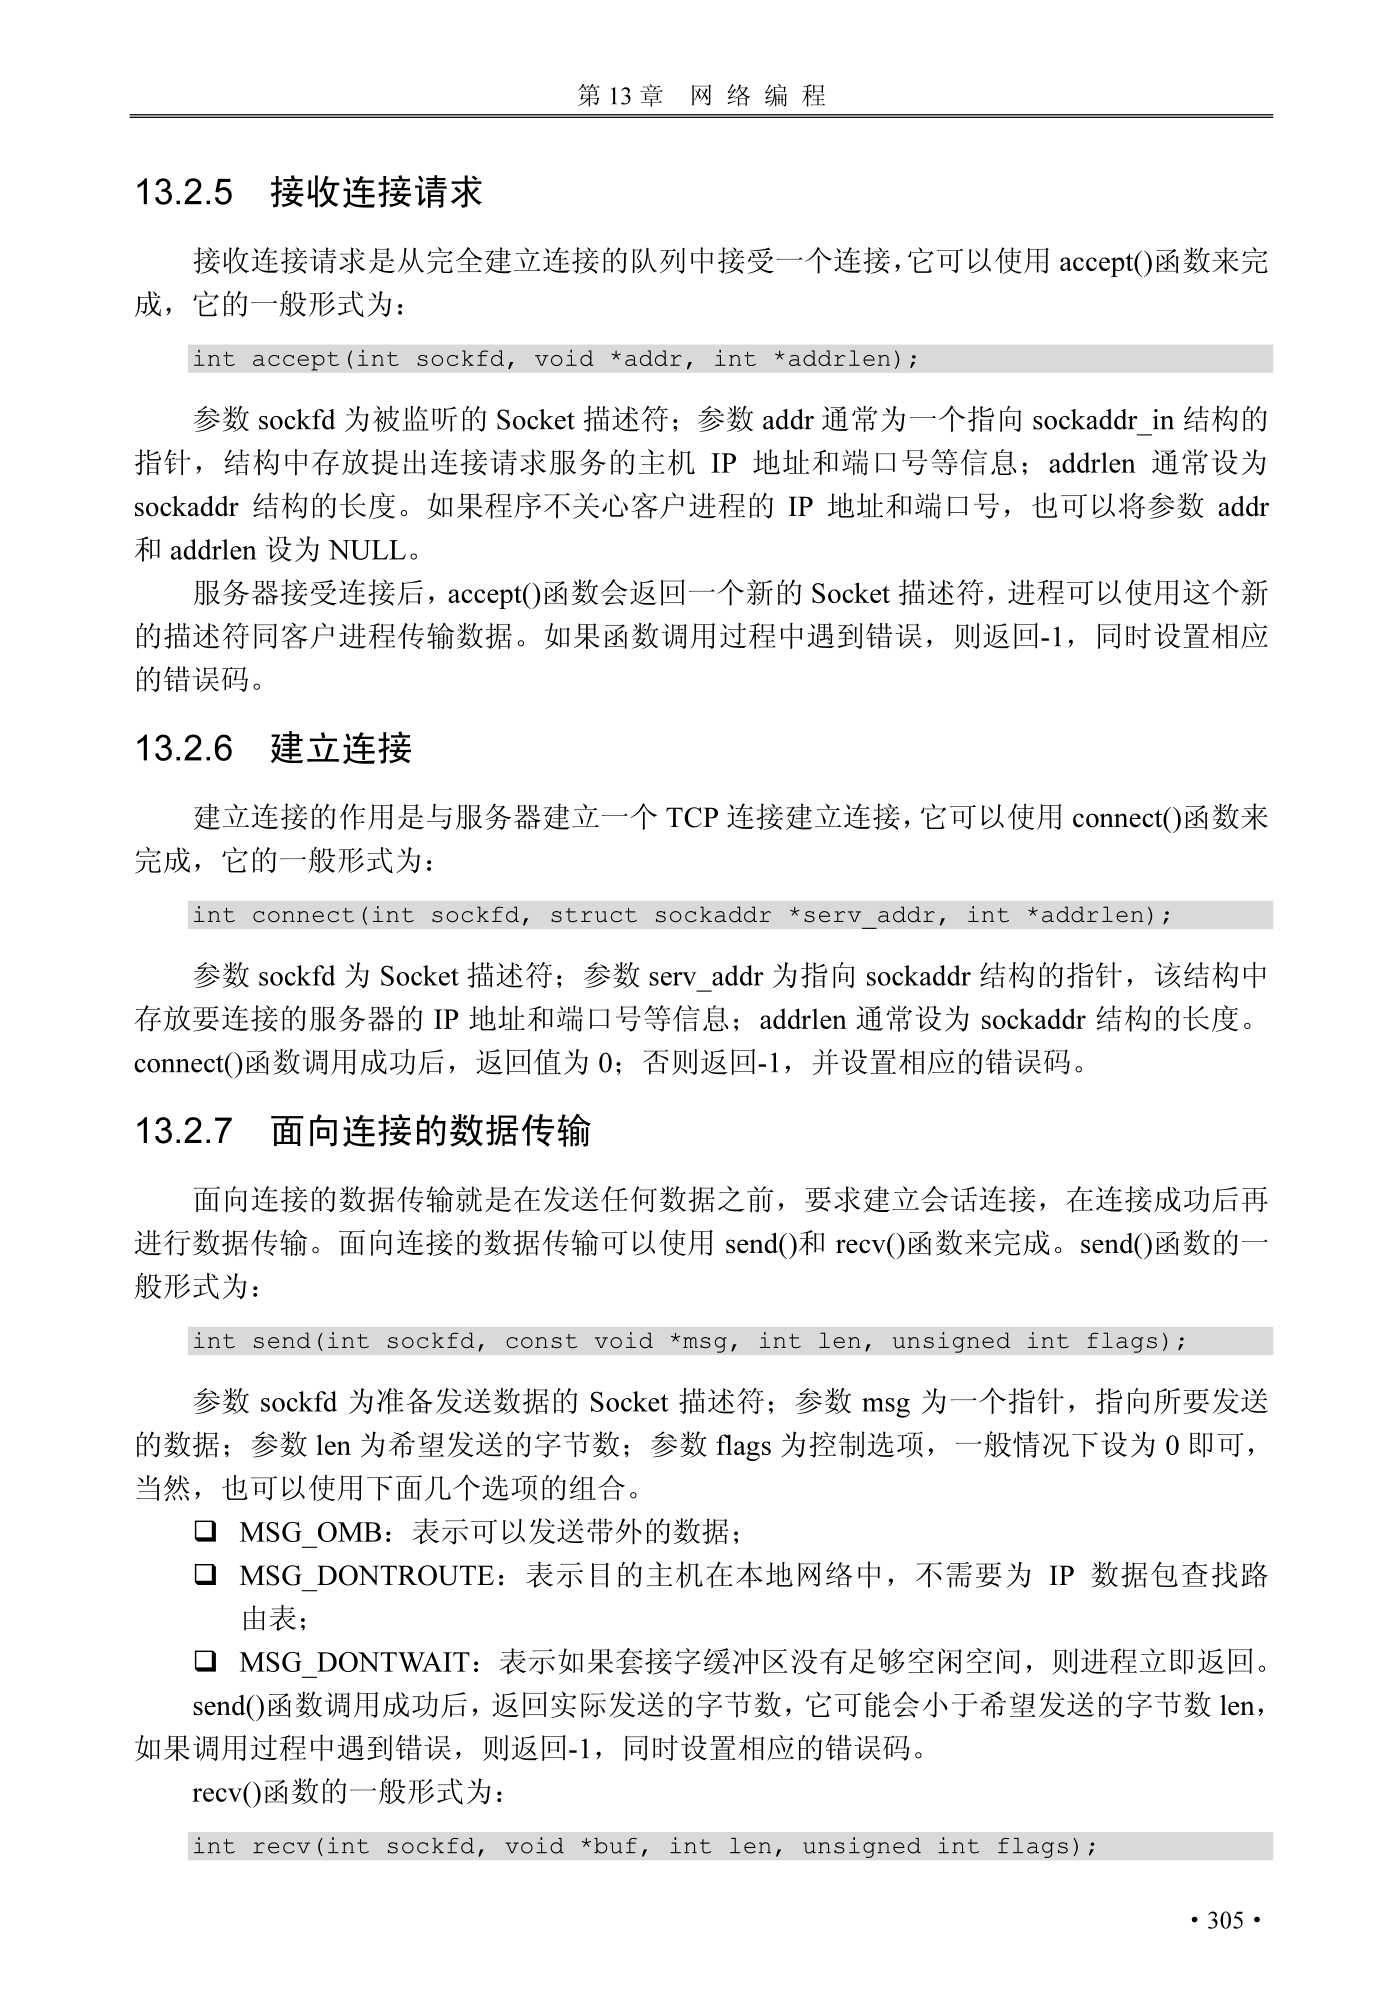 第 13 章　网 络 编 程
13.2.5　接收连接请求
接收连接请求是从完全建立连接的队列中接受一个连接，它可以使用 accept()函数来完
成，它的一般形式为：
int accept(int sockfd, void *addr, int *addrlen);
参数 sockfd 为被监听的 Socket 描述符；参数 addr 通常为一个指向 sockaddr_in 结构的
指针，结构中存放提出连接请求服务的主机 IP 地址和端口号等信息；addrlen 通常设为
sockaddr 结构的长度。如果程序不关心客户进程的 IP 地址和端口号，也可以将参数 addr
和 addrlen 设为 NULL。
服务器接受连接后，accept()函数会返回一个新的 Socket 描述符，进程可以使用这个新
的描述符同客户进程传输数据。如果函数调用过程中遇到错误，则返回-1，同时设置相应
的错误码。
13.2.6　建立连接
建立连接的作用是与服务器建立一个 TCP 连接建立连接，它可以使用 connect()函数来
完成，它的一般形式为：
int connect(int sockfd, struct sockaddr *serv_addr, int *addrlen);
参数 sockfd 为 Socket 描述符；参数 serv_addr 为指向 sockaddr 结构的指针，该结构中
存放要连接的服务器的 IP 地址和端口号等信息；addrlen 通常设为 sockaddr 结构的长度。
connect()函数调用成功后，返回值为 0；否则返回-1，并设置相应的错误码。
13.2.7　面向连接的数据传输
面向连接的数据传输就是在发送任何数据之前，要求建立会话连接，在连接成功后再
进行数据传输。面向连接的数据传输可以使用 send()和 recv()函数来完成。send()函数的一
般形式为：
int send(int sockfd, const void *msg, int len, unsigned int flags);
参数 sockfd 为准备发送数据的 Socket 描述符；参数 msg 为一个指针，指向所要发送
的数据；参数 len 为希望发送的字节数；参数 flags 为控制选项，一般情况下设为 0 即可，
当然，也可以使用下面几个选项的组合。
❑ MSG_OMB：表示可以发送带外的数据；
❑ MSG_DONTROUTE：表示目的主机在本地网络中，不需要为 IP 数据包查找路
由表；
❑ MSG_DONTWAIT：表示如果套接字缓冲区没有足够空闲空间，则进程立即返回。
send()函数调用成功后，返回实际发送的字节数，它可能会小于希望发送的字节数 len，
如果调用过程中遇到错误，则返回-1，同时设置相应的错误码。
recv()函数的一般形式为：
int recv(int sockfd, void *buf, int len, unsigned int flags);
·305·